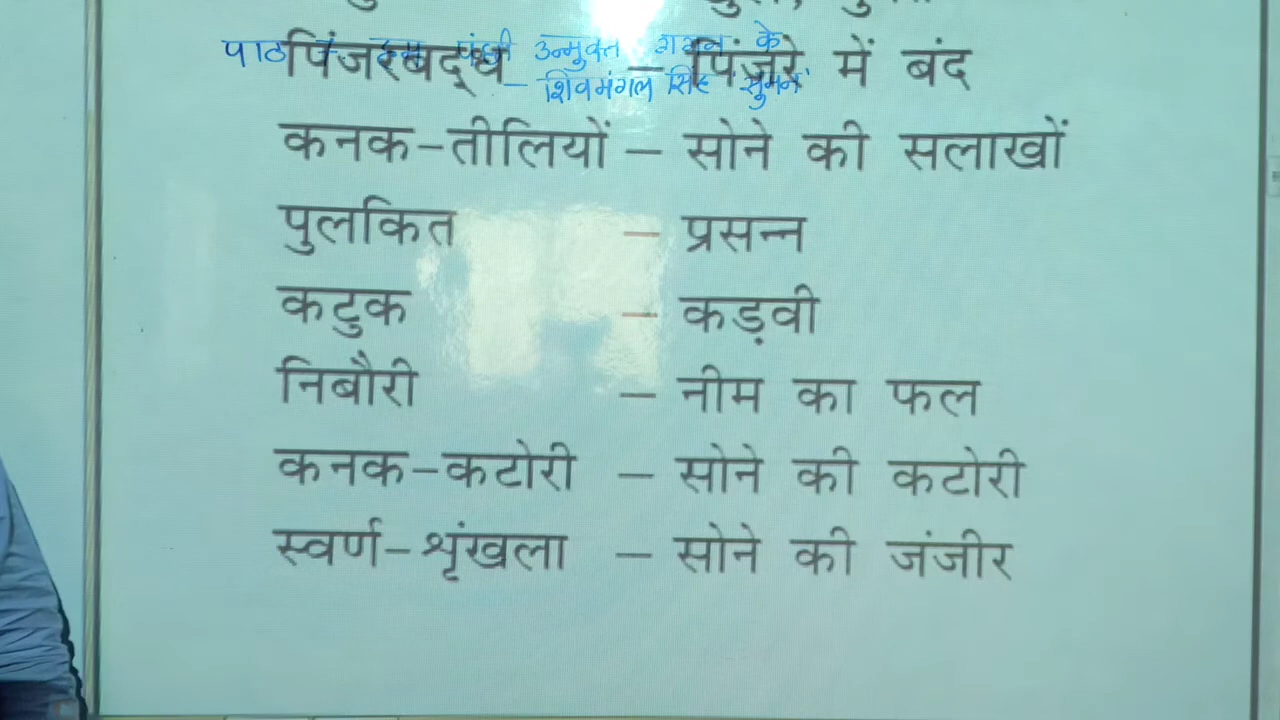 पाठ हम पंछी उन्मुक्त गगन के
– शिवमंगल सिंह 'सुमन'
पिंजरबद्ध – पिंजरे में बंद
कनक-तीलियों – सोने की सलाखों
पुलकित – प्रसन्न
कटुक – कड़वी
निबौरी – नीम का फल
कनक-कटोरी – सोने की कटोरी
स्वर्ण-शृंखला – सोने की जंजीर